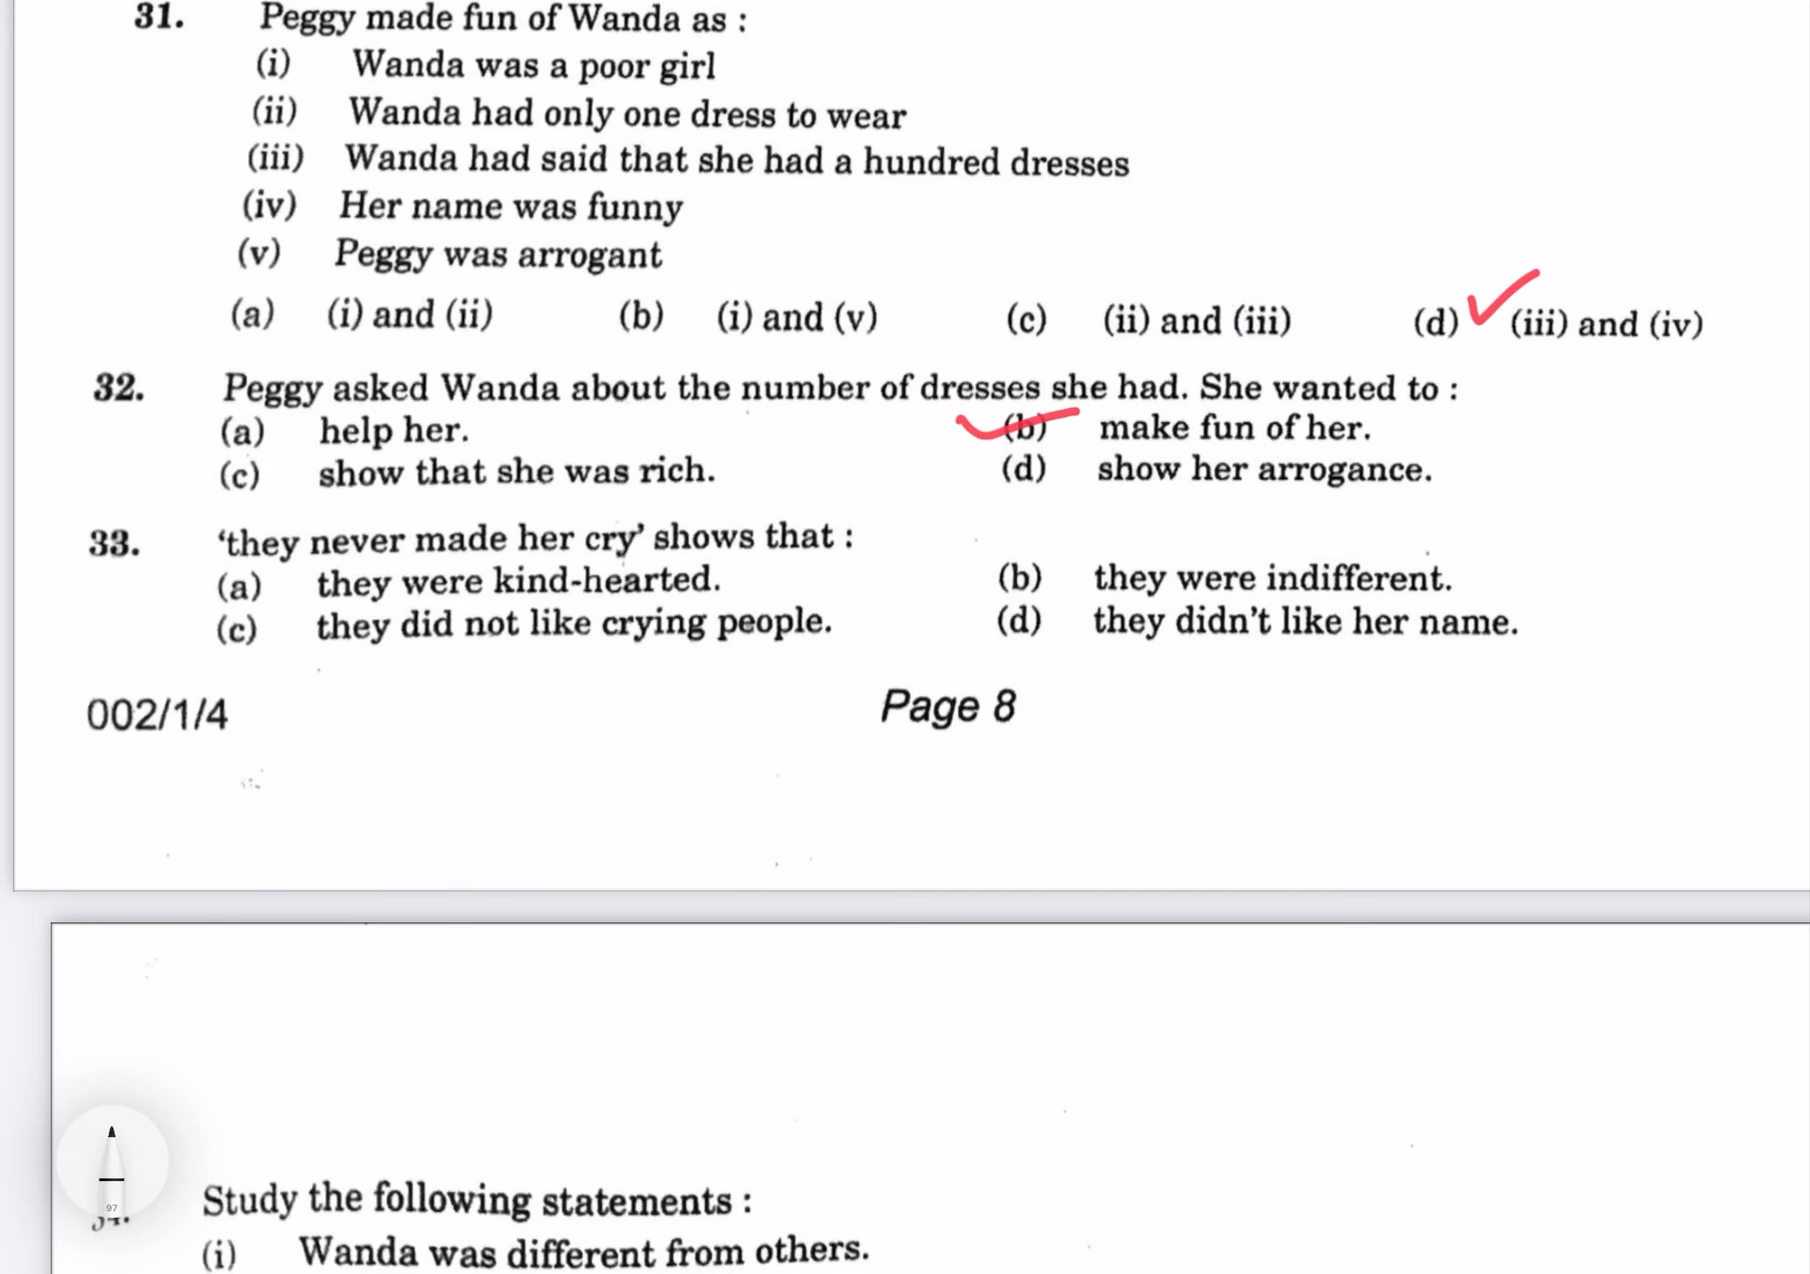 31. Peggy made fun of Wanda as :
(i) Wanda was a poor girl
(ii) Wanda had only one dress to wear
(iii) Wanda had said that she had a hundred dresses
(iv) Her name was funny
(v) Peggy was arrogant
(a) (i) and (ii) (b) (i) and (v) (c) (ii) and (iii) (d) (iii) and (iv)
32. Peggy asked Wanda about the number of dresses she had. She wanted to :
(a) help her. (b) make fun of her.
(c) show that she was rich. (d) show her arrogance.
33. ‘they never made her cry’ shows that :
(a) they were kind-hearted. (b) they were indifferent.
(c) they did not like crying people. (d) they didn’t like her name.
002/1/4 Page 8
97
Study the following statements :
(i) Wanda was different from others.